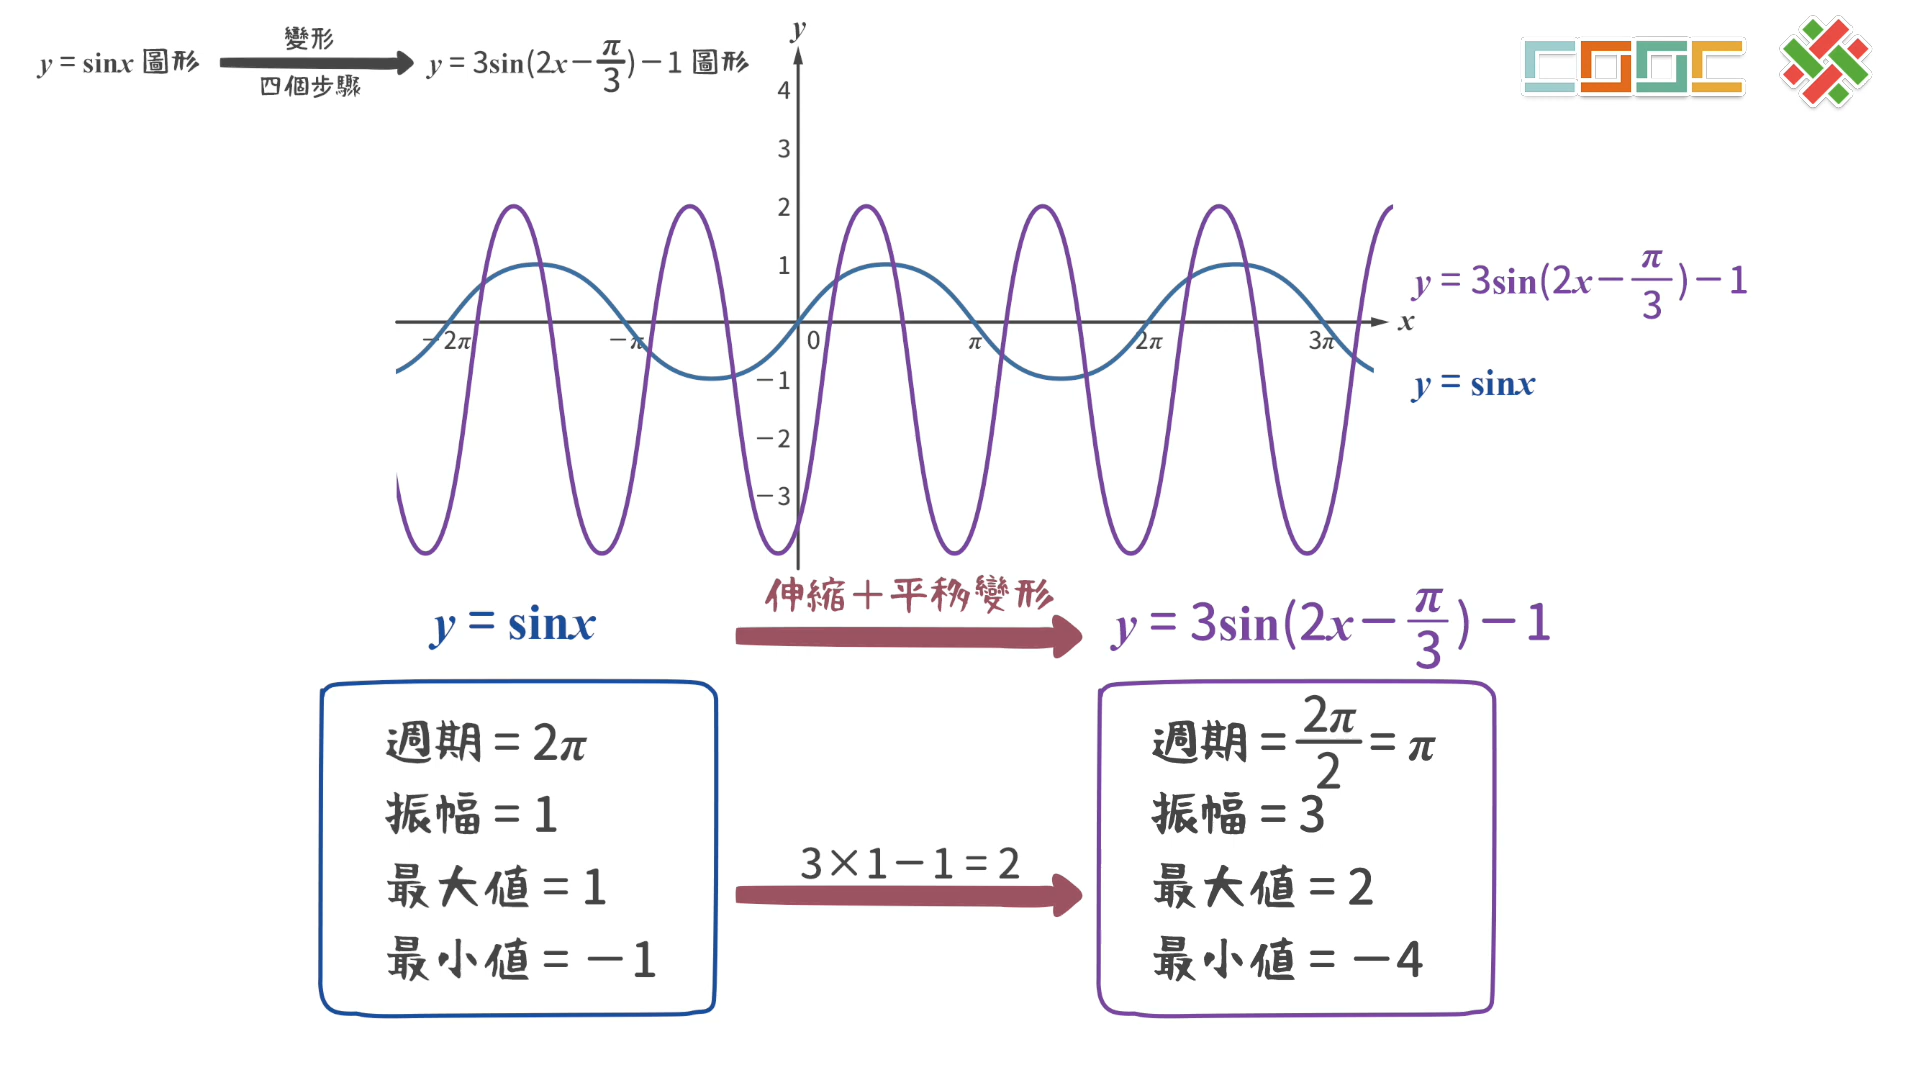 y = sinx 圖形 變形 四個步驟 y = 3sin(2x − π/3) − 1 圖形
y
4
3
2
1
−2π −π 0 π 2π 3π x
−1
−2
−3
y = 3sin(2x − π/3) − 1
y = sinx
COOC
y = sinx 伸縮+平移變形 y = 3sin(2x − π/3) − 1
週期 = 2π
振幅 = 1
最大值 = 1
最小值 = −1
3×1−1 = 2
週期 = 2π/2 = π
振幅 = 3
最大值 = 2
最小值 = −4